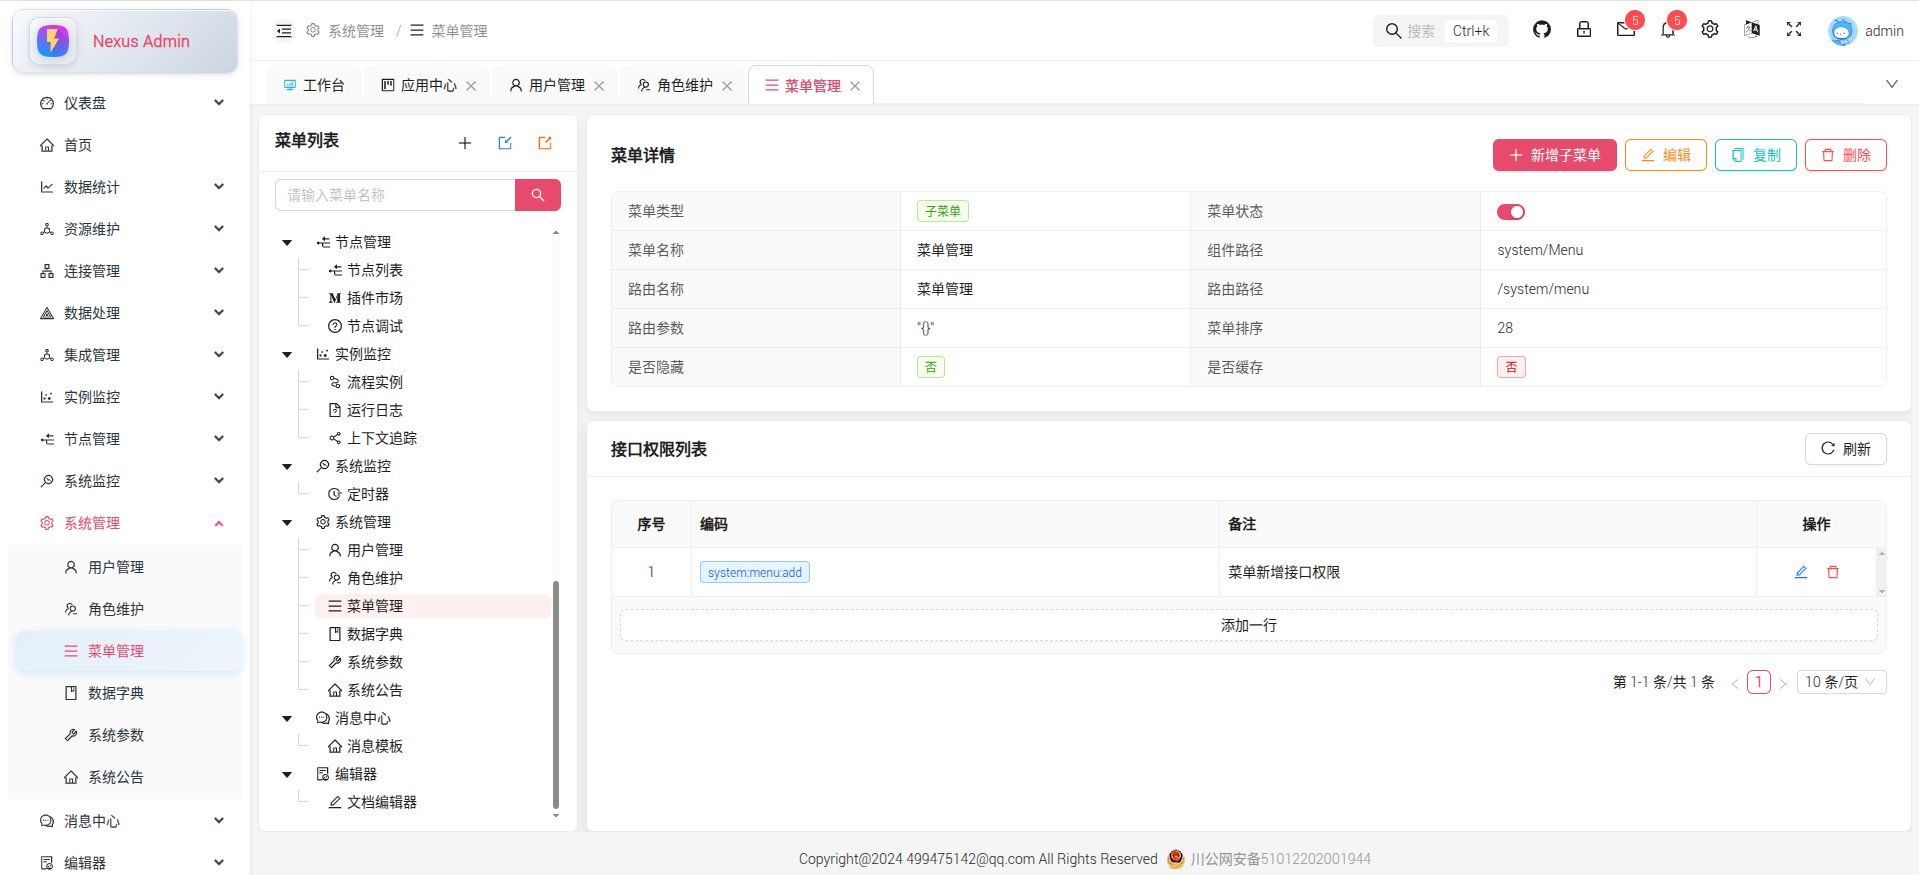 Nexus Admin
仪表盘
首页
数据统计
资源维护
连接管理
数据处理
集成管理
实例监控
节点管理
系统监控
系统管理
用户管理
角色维护
菜单管理
数据字典
系统参数
系统公告
消息中心
编辑器
系统管理 / 菜单管理
搜索 Ctrl+k
5
5
admin
工作台
应用中心
用户管理
角色维护
菜单管理
菜单列表
请输入菜单名称
节点管理
节点列表
插件市场
节点调试
实例监控
流程实例
运行日志
上下文追踪
系统监控
定时器
系统管理
用户管理
角色维护
菜单管理
数据字典
系统参数
系统公告
消息中心
消息模板
编辑器
文档编辑器
菜单详情
新增子菜单
编辑
复制
删除
菜单类型 子菜单 菜单状态
菜单名称 菜单管理 组件路径 system/Menu
路由名称 菜单管理 路由路径 /system/menu
路由参数 "{}" 菜单排序 28
是否隐藏 否 是否缓存 否
接口权限列表
刷新
序号 编码 备注 操作
1 system:menu:add 菜单新增接口权限
添加一行
第 1-1 条/共 1 条 < 1 > 10 条/页
Copyright@2024 499475142@qq.com All Rights Reserved 川公网安备51012202001944